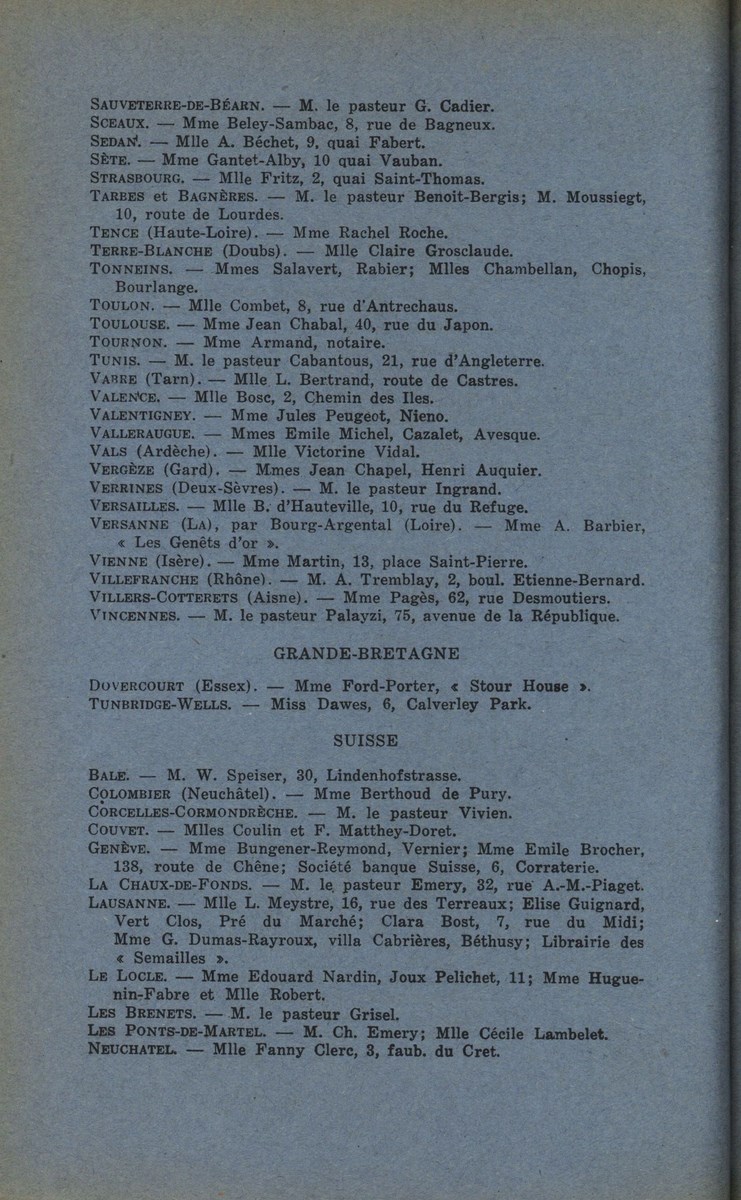 SAUVETERRE-DE-BÉARN. — M. le pasteur G. Cadier.
SCEAUX. — Mme Beley-Sambac, 8, rue de Bagneux.
SEDAN. — Mlle A. Béchet, 9, quai Fabert.
SÈTE. — Mme Gantet-Alby, 10 quai Vauban.
STRASBOURG. — Mlle Fritz, 2, quai Saint-Thomas.
TARBES et BAGNÈRES. — M. le pasteur Benoit-Bergis; M. Moussiegt,
10, route de Lourdes.
TENCE (Haute-Loire). — Mme Rachel Roche.
TERRE-BLANCHE (Doubs). — Mlle Claire Grosclaude.
TONNEINS. — Mmes Salavert, Rabier; Mlles Chambellan, Chopis,
Bourlange.
TOULON. — Mlle Combet, 8, rue d'Antrechaus.
TOULOUSE. — Mme Jean Chabal, 40, rue du Japon.
TOURNON. — Mme Armand, notaire.
TUNIS. — M. le pasteur Cabantous, 21, rue d'Angleterre.
VABRE (Tarn). — Mlle L. Bertrand, route de Castres.
VALENCE. — Mlle Bosc, 2, Chemin des Iles.
VALENTIGNEY. — Mme Jules Peugeot, Nieno.
VALLERAUGUE. — Mmes Emile Michel, Cazalet, Avesque.
VALS (Ardèche). — Mlle Victorine Vidal.
VERGÈZE (Gard). — Mmes Jean Chapel, Henri Auquier.
VERRINES (Deux-Sèvres). — M. le pasteur Ingrand.
VERSAILLES. — Mlle B. d'Hauteville, 10, rue du Refuge.
VERSANNE (LA), par Bourg-Argental (Loire). — Mme A. Barbier,
« Les Genêts d'or ».
VIENNE (Isère). — Mme Martin, 13, place Saint-Pierre.
VILLEFRANCHE (Rhône). — M. A. Tremblay, 2, boul. Etienne-Bernard.
VILLERS-COTTERETS (Aisne). — Mme Pagès, 62, rue Desmoutiers.
VINCENNES. — M. le pasteur Palayzi, 75, avenue de la République.
GRANDE-BRETAGNE
DOVERCOURT (Essex). — Mme Ford-Porter, « Stour House ».
TUNBRIDGE-WELLS. — Miss Dawes, 6, Calverley Park.
SUISSE
BALE. — M. W. Speiser, 30, Lindenhofstrasse.
COLOMBIER (Neuchâtel). — Mme Berthoud de Pury.
CORCELLES-CORMONDRÈCHE. — M. le pasteur Vivien.
COUVET. — Mlles Coulin et F. Matthey-Doret.
GENÈVE. — Mme Bungener-Reymond, Vernier; Mme Emile Brocher,
138, route de Chêne; Société banque Suisse, 6, Corraterie.
LA CHAUX-DE-FONDS. — M. le pasteur Emery, 32, rue A.-M.-Piaget.
LAUSANNE. — Mlle L. Meystre, 16, rue des Terreaux; Elise Guignard,
Vert Clos, Pré du Marché; Clara Bost, 7, rue du Midi;
Mme G. Dumas-Rayroux, villa Cabrières, Béthusy; Librairie des
« Semailles ».
LE LOCLE. — Mme Edouard Nardin, Joux Pelichet, 11; Mme Hugue-
nin-Fabre et Mlle Robert.
LES BRENETS. — M. le pasteur Grisel.
LES PONTS-DE-MARTEL. — M. Ch. Emery; Mlle Cécile Lambelet.
NEUCHATEL. — Mlle Fanny Clerc, 3, faub. du Cret.